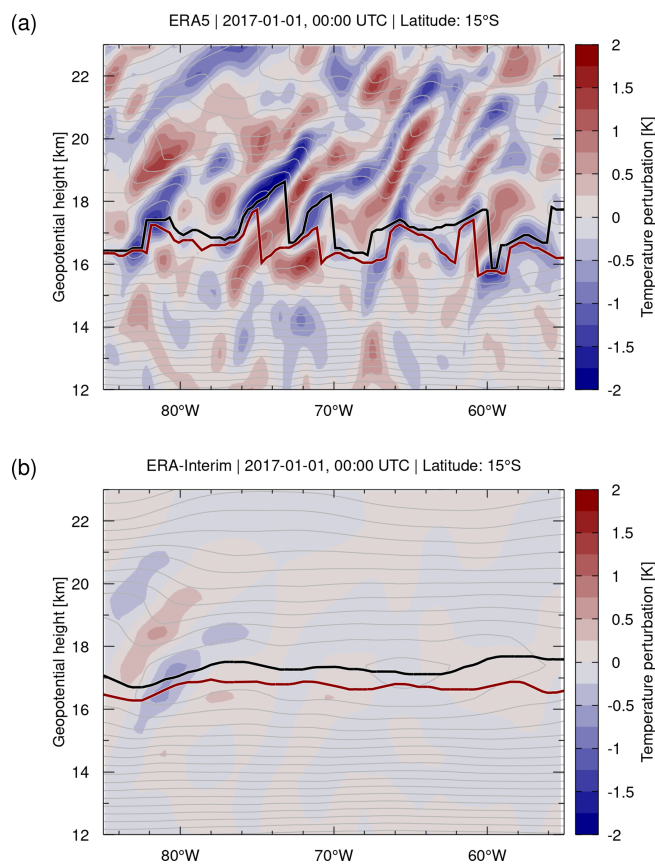 (a)
ERA5 | 2017-01-01, 00:00 UTC | Latitude: 15°S
Geopotential height [km]
22
20
18
16
14
12
80°W
70°W
60°W
2
1.5
1
0.5
0
-0.5
-1
-1.5
-2
Temperature perturbation [K]
(b)
ERA-Interim | 2017-01-01, 00:00 UTC | Latitude: 15°S
Geopotential height [km]
22
20
18
16
14
12
80°W
70°W
60°W
2
1.5
1
0.5
0
-0.5
-1
-1.5
-2
Temperature perturbation [K]